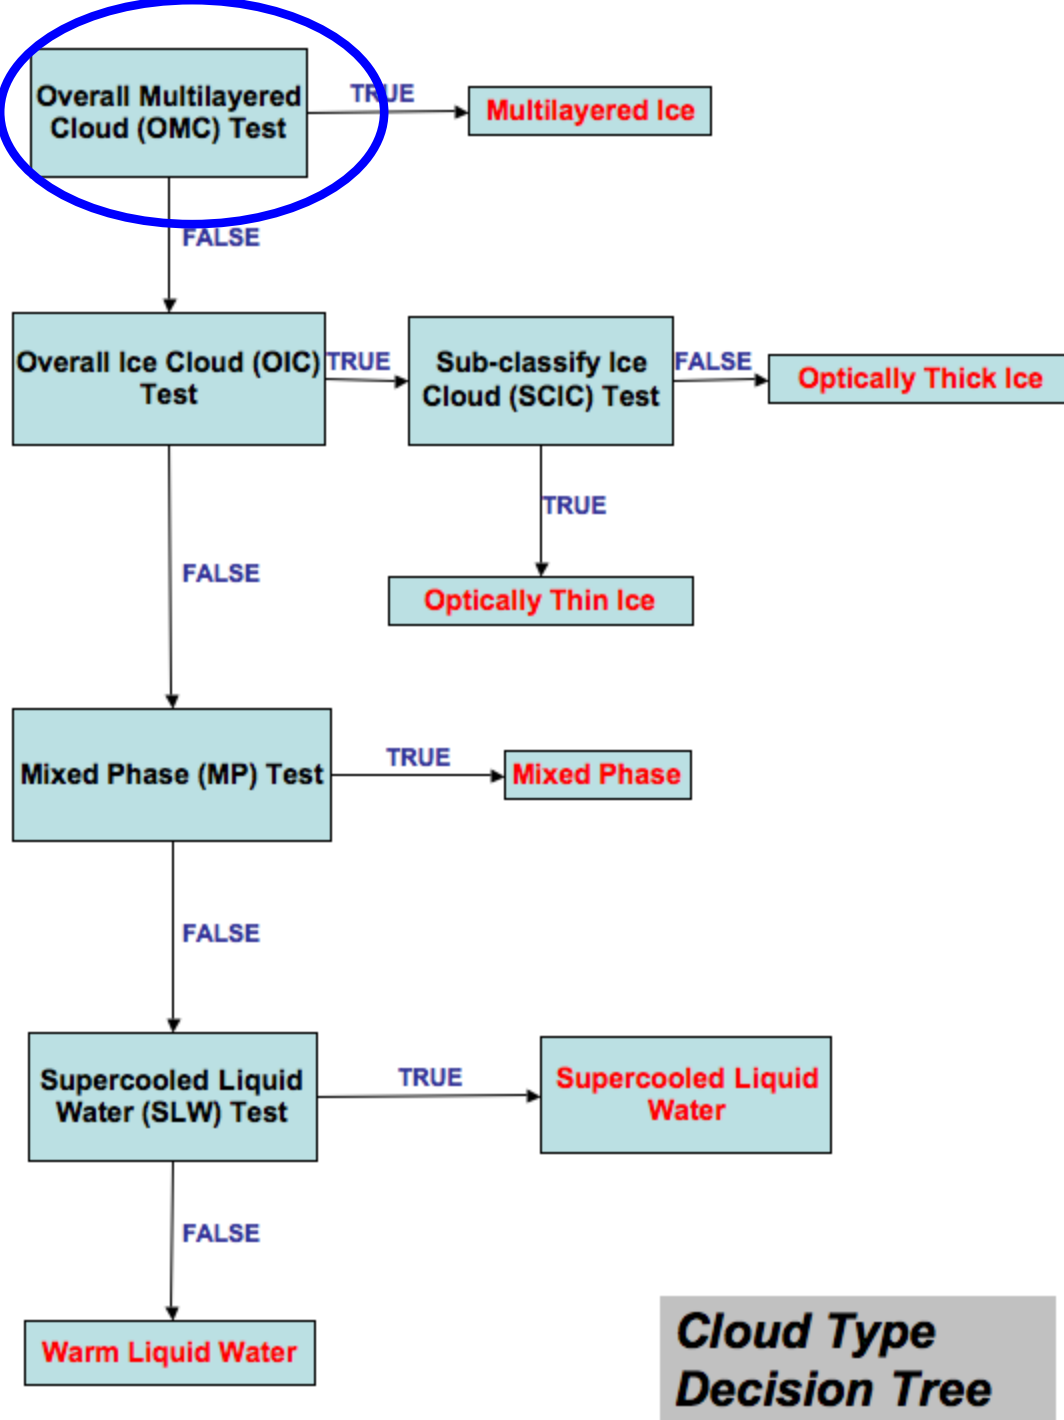 Overall Multilayered
Cloud (OMC) Test
TRUE
Multilayered Ice
FALSE
Overall Ice Cloud (OIC)
Test
TRUE
Sub-classify Ice
Cloud (SCIC) Test
FALSE
Optically Thick Ice
TRUE
Optically Thin Ice
FALSE
Mixed Phase (MP) Test
TRUE
Mixed Phase
FALSE
Supercooled Liquid
Water (SLW) Test
TRUE
Supercooled Liquid
Water
FALSE
Warm Liquid Water
Cloud Type
Decision Tree